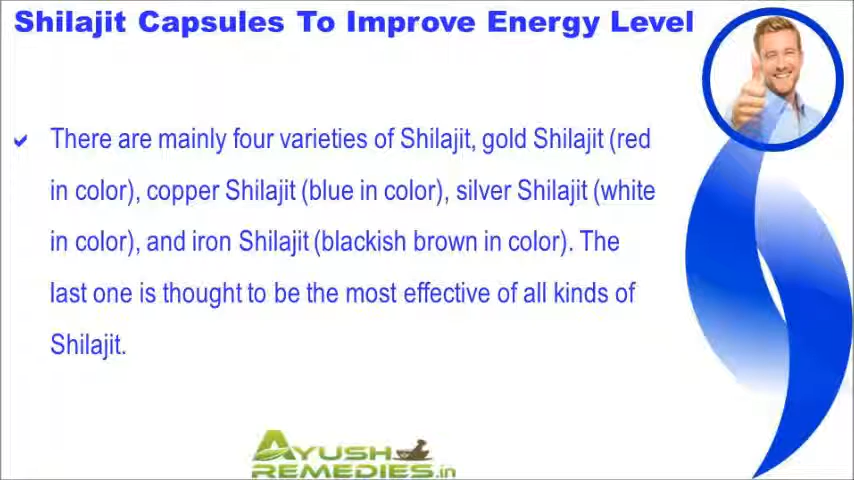 Shilajit Capsules To Improve Energy Level
There are mainly four varieties of Shilajit, gold Shilajit (red
in color), copper Shilajit (blue in color), silver Shilajit (white
in color), and iron Shilajit (blackish brown in color). The
last one is thought to be the most effective of all kinds of
Shilajit.
AYUSH
REMEDIES.in